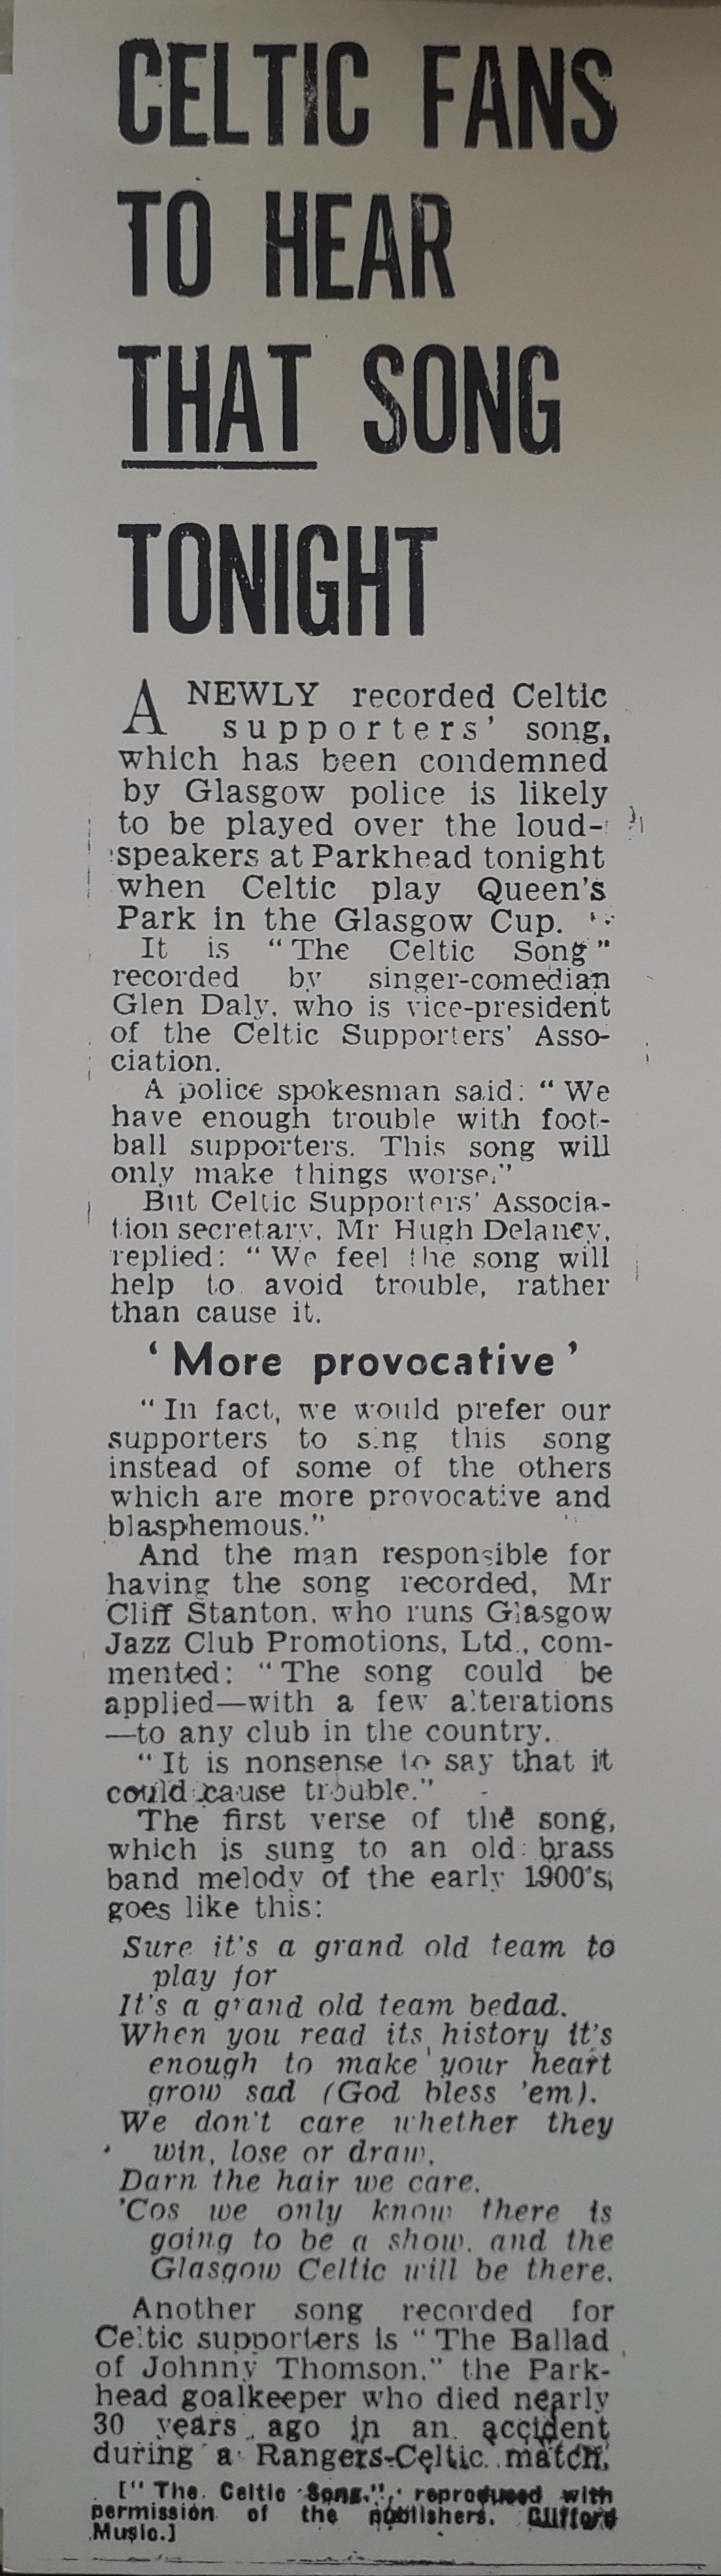 CELTIC FANS
TO HEAR
THAT SONG
TONIGHT
A NEWLY recorded Celtic
supporters' song,
which has been condemned
by Glasgow police is likely
to be played over the loud-
speakers at Parkhead tonight
when Celtic play Queen's
Park in the Glasgow Cup.
It is "The Celtic Song"
recorded by singer-comedian
Glen Daly, who is vice-president
of the Celtic Supporters' Asso-
ciation.
A police spokesman said: "We
have enough trouble with foot-
ball supporters. This song will
only make things worse."
But Celtic Supporters' Associa-
tion secretary, Mr Hugh Delaney,
replied: "We feel the song will
help to avoid trouble, rather
than cause it.
'More provocative'
"In fact, we would prefer our
supporters to sing this song
instead of some of the others
which are more provocative and
blasphemous."
And the man responsible for
having the song recorded, Mr
Cliff Stanton, who runs Glasgow
Jazz Club Promotions, Ltd., com-
mented: "The song could be
applied—with a few alterations
—to any club in the country.
"It is nonsense to say that it
could cause trouble."
The first verse of the song,
which is sung to an old brass
band melody of the early 1900's,
goes like this:
Sure it's a grand old team to
play for
It's a grand old team bedad.
When you read its history it's
enough to make your heart
grow sad (God bless 'em).
We don't care whether they
win, lose or draw.
Darn the hair we care.
'Cos we only know there is
going to be a show, and the
Glasgow Celtic will be there.
Another song recorded for
Celtic supporters is "The Ballad
of Johnny Thomson," the Park-
head goalkeeper who died nearly
30 years ago in an accident
during a Rangers-Celtic match.
["The Celtic Song," reproduced with
permission of the publishers, Clifford
Music.]